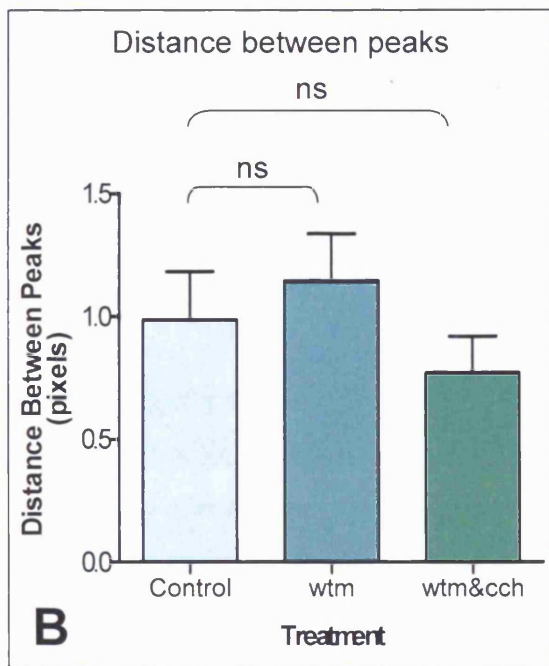 Distance between peaks
ns
ns
Distance Between Peaks
(pixels)
1.5
1.0
0.5
0.0
Control
wtm
wtm&cch
B
Treatment